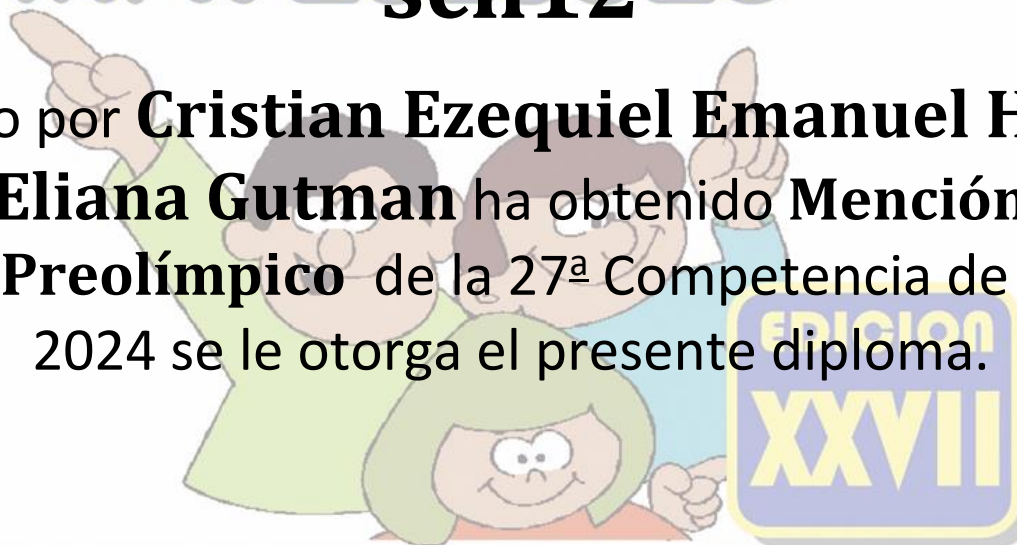 o por Cristian Ezequiel Emanuel H
Eliana Gutman ha obtenido Mención
Preolímpico de la 27ª Competencia de
2024 se le otorga el presente diploma.
EDICION
XXVII